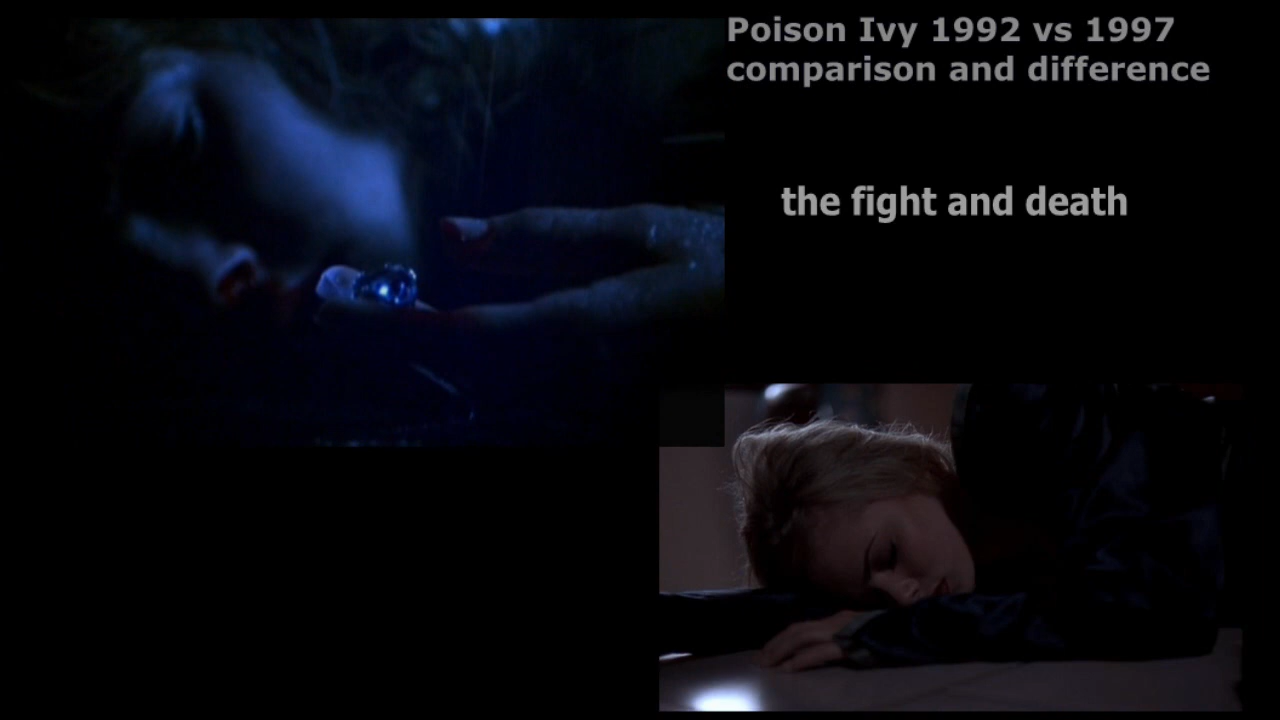 Poison Ivy 1992 vs 1997
comparison and difference
the fight and death